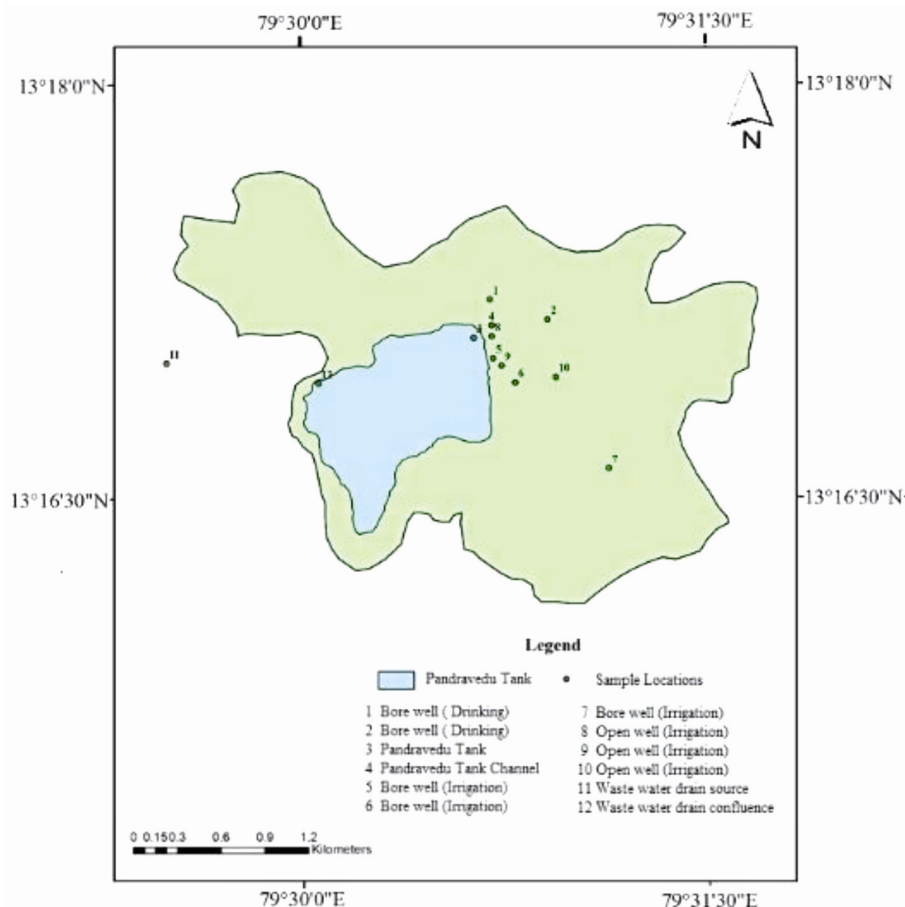 79°30'0"E 79°31'30"E
13°18'0"N 13°18'0"N
N
1
4
2
3 8
5
9
11
12
6
10
7
13°16'30"N 13°16'30"N
Legend
Pandravedu Tank Sample Locations
1 Bore well ( Drinking)
2 Bore well ( Drinking)
3 Pandravedu Tank
4 Pandravedu Tank Channel
5 Bore well (Irrigation)
6 Bore well (Irrigation)
7 Bore well (Irrigation)
8 Open well (Irrigation)
9 Open well (Irrigation)
10 Open well (Irrigation)
11 Waste water drain source
12 Waste water drain confluence
0 0.150.3 0.6 0.9 1.2
Kilometers
79°30'0"E 79°31'30"E